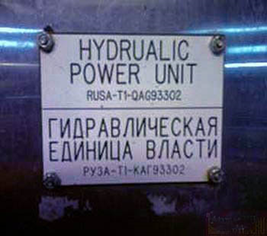 HYDRUALIC
POWER UNIT
RUSA-T1-QAG93302
ГИДРАВЛИЧЕСКАЯ
ЕДИНИЦА ВЛАСТИ
РУЗА-Т1-КАГ93302